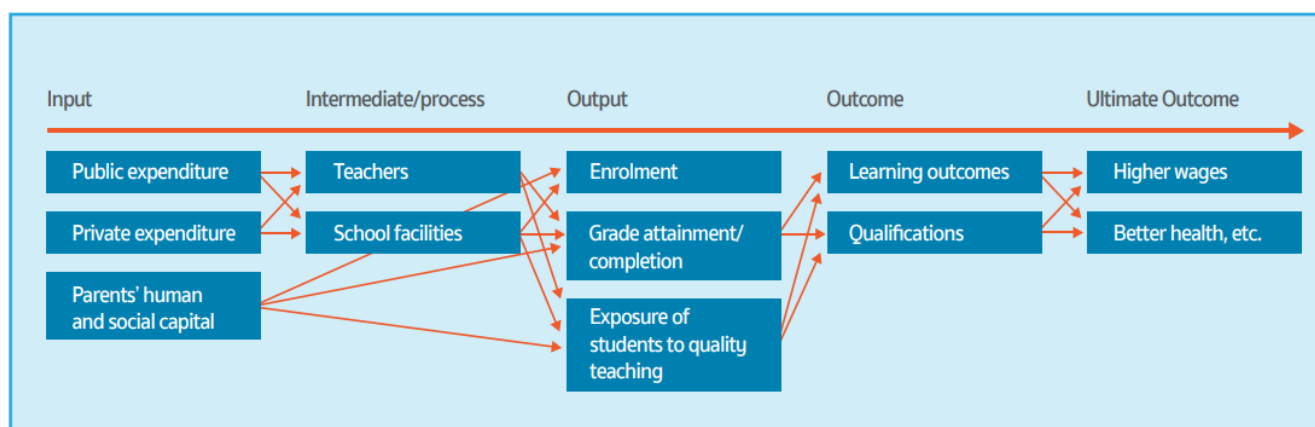 Input
Intermediate/process
Output
Outcome
Ultimate Outcome
Public expenditure
Teachers
Enrolment
Learning outcomes
Higher wages
Private expenditure
School facilities
Grade attainment/
completion
Qualifications
Better health, etc.
Parents' human
and social capital
Exposure of
students to quality
teaching